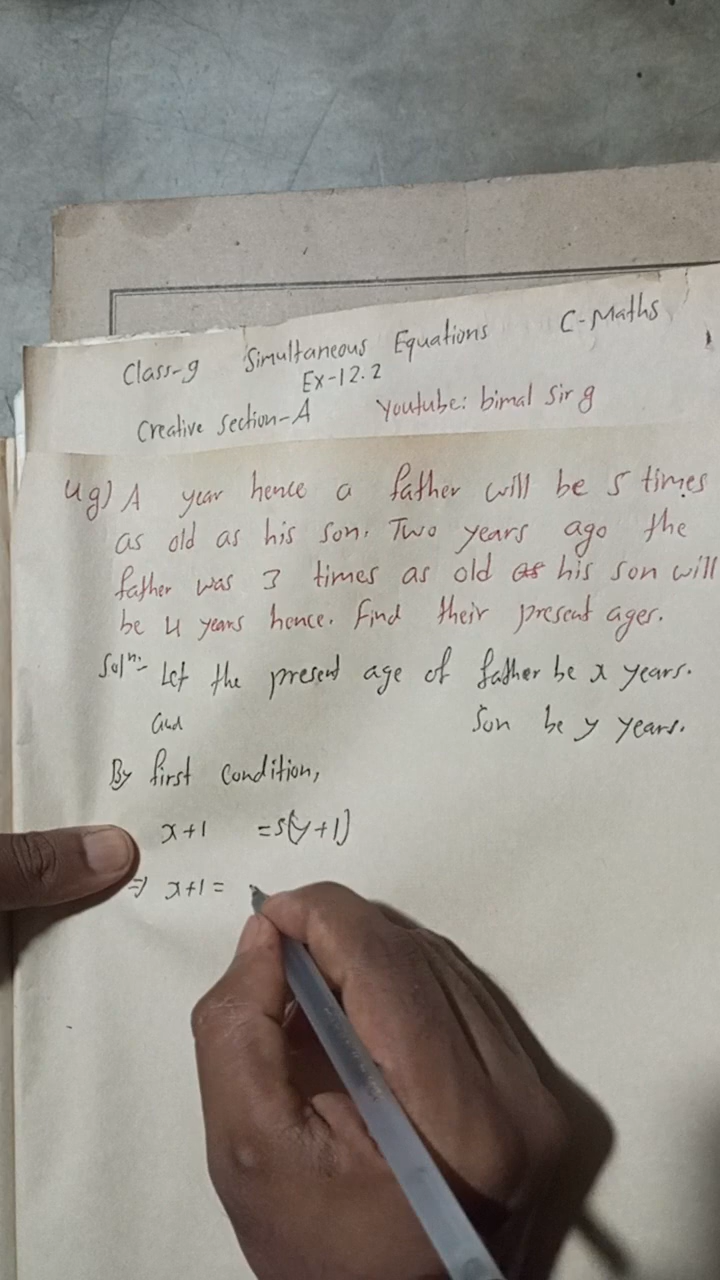 Class-9 Simultaneous Equations C-Maths
Ex-12.2
Creative section-A Youtube: bimal sir g
4g) A year hence a father will be 5 times
as old as his son. Two years ago the
father was 3 times as old as his son will
be 4 years hence. Find their present ages.
Solⁿ:- Let the present age of father be x years.
and son be y years.
By first condition,
x+1 =5(y+1)
⇒ x+1 =